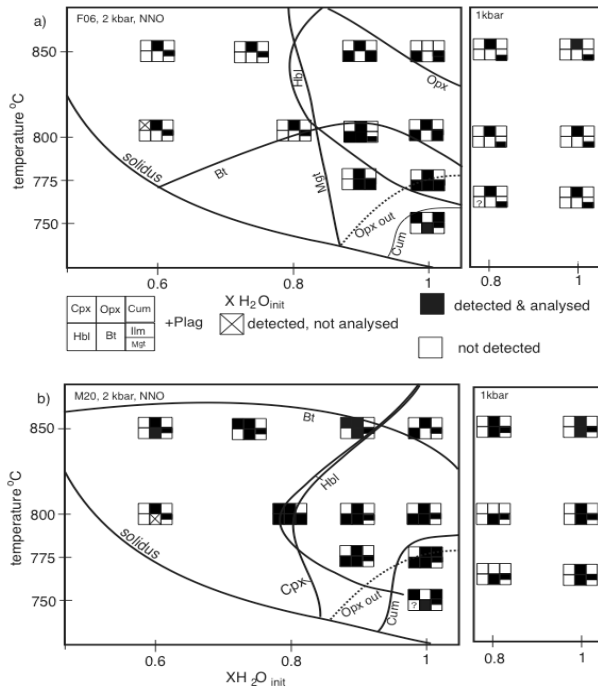 a)
F06, 2 kbar, NNO
1kbar
temperature °C
850
800
775
750
Hbl
Opx
solidus
Bt
Mgt
Opx out
Cum
?
0.6
0.8
1
0.8
1
X H2Oinit
Cpx Opx Cum
Hbl Bt Ilm
Mgt
+Plag
detected, not analysed
detected & analysed
not detected
b)
M20, 2 kbar, NNO
1kbar
temperature °C
850
800
775
750
Bt
Hbl
solidus
Cpx
Opx out
Cum
?
0.6
0.8
1
0.8
1
XH2Oinit